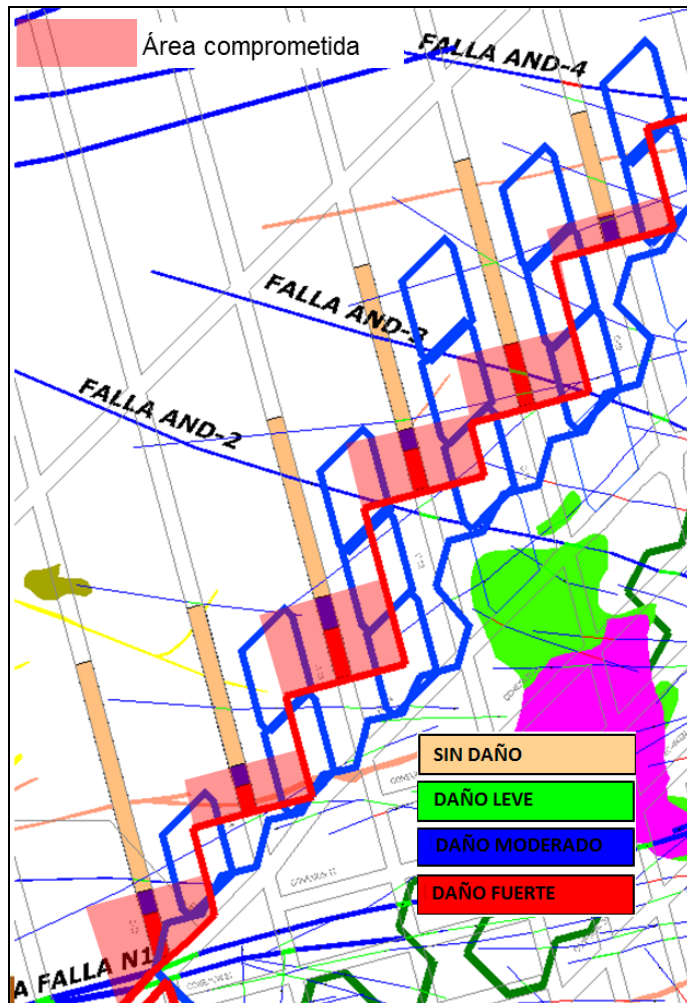 Área comprometida
FALLA AND-4
FALLA AND-3
FALLA AND-2
SIN DAÑO
DAÑO LEVE
DAÑO MODERADO
DAÑO FUERTE
A FALLA N1